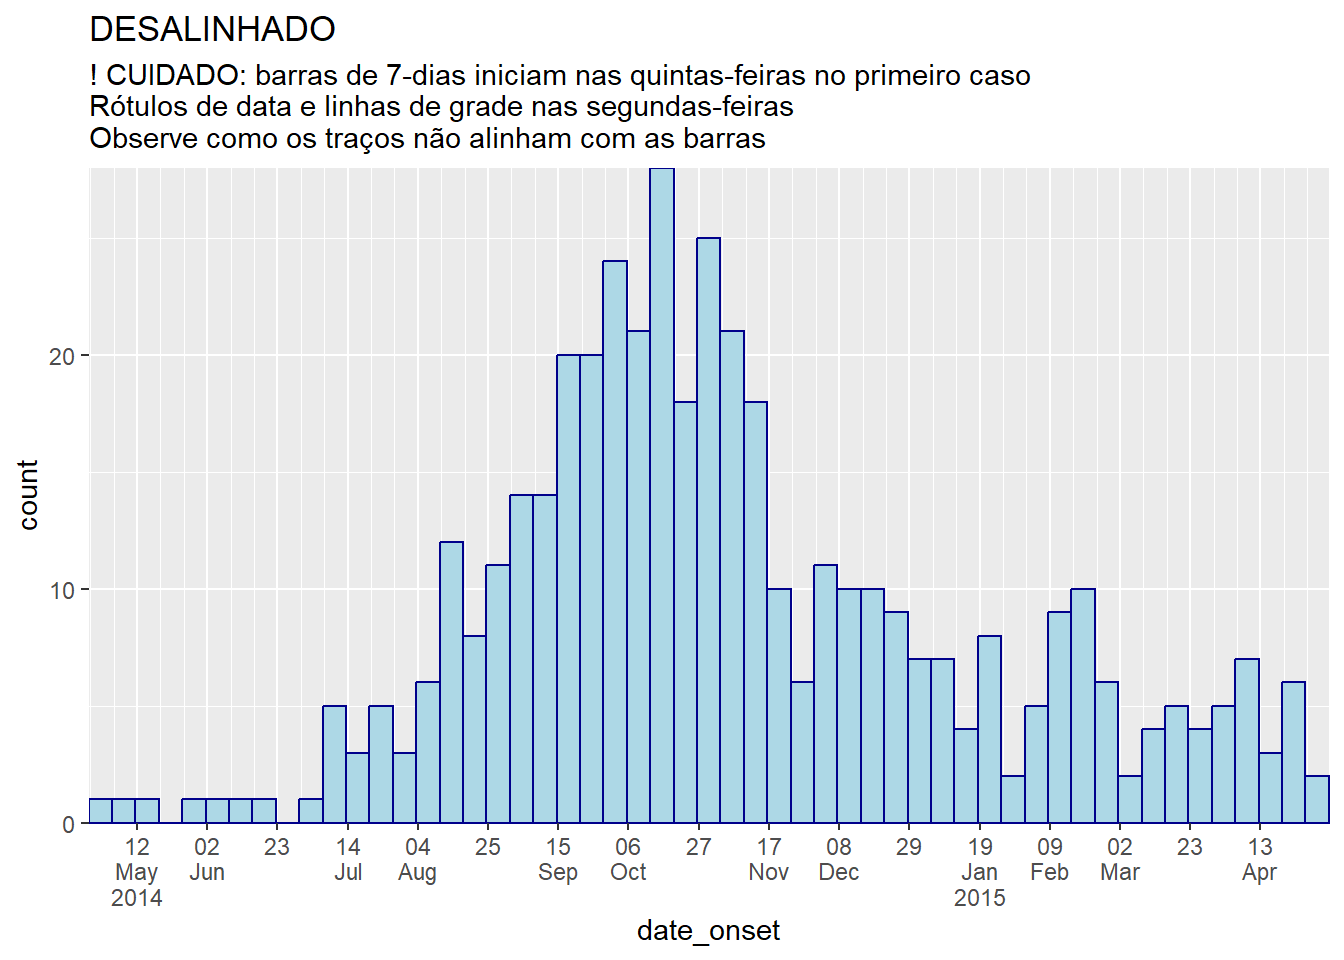 DESALINHADO
! CUIDADO: barras de 7-dias iniciam nas quintas-feiras no primeiro caso
Rótulos de data e linhas de grade nas segundas-feiras
Observe como os traços não alinham com as barras
count
20
10
0
12 02 23 14 04 25 15 06 27 17 08 29 19 09 02 23 13
May Jun Jul Aug Sep Oct Nov Dec Jan Feb Mar Apr
2014 2015
date_onset